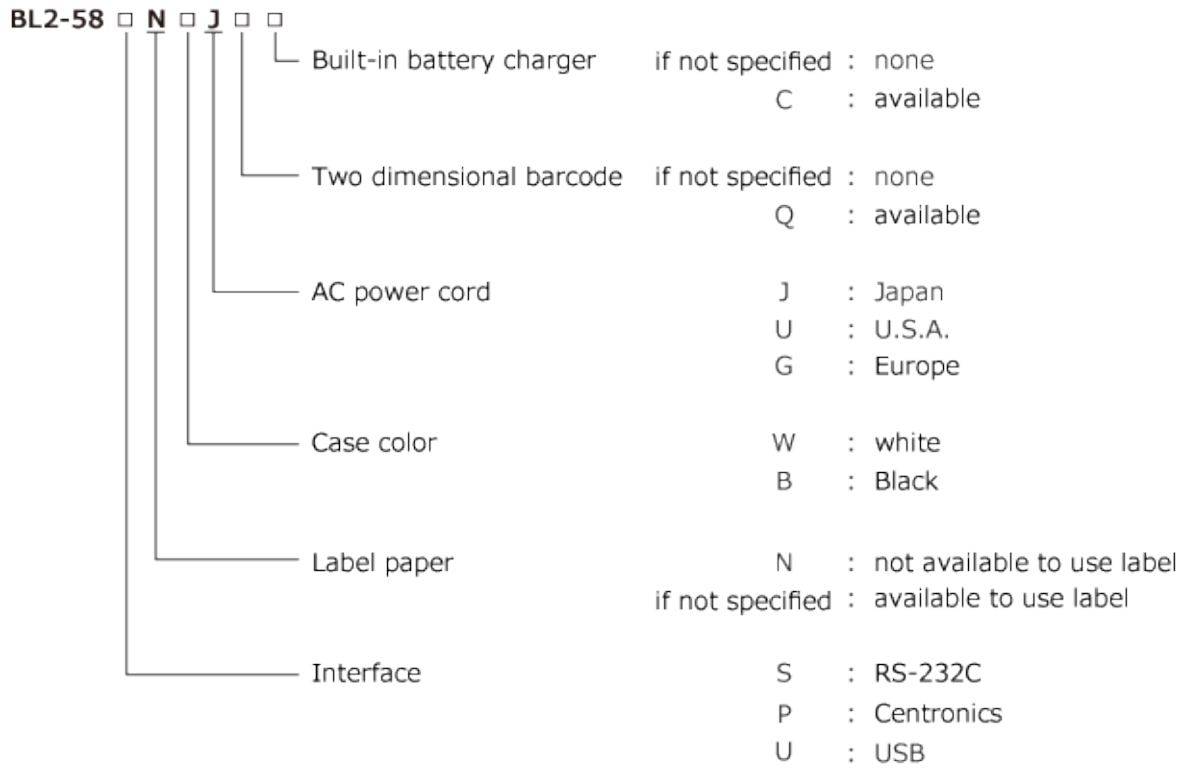 BL2-58 □ N □ J □ □
Built-in battery charger if not specified : none
C : available
Two dimensional barcode if not specified : none
Q : available
AC power cord J : Japan
U : U.S.A.
G : Europe
Case color W : white
B : Black
Label paper N : not available to use label
if not specified : available to use label
Interface S : RS-232C
P : Centronics
U : USB